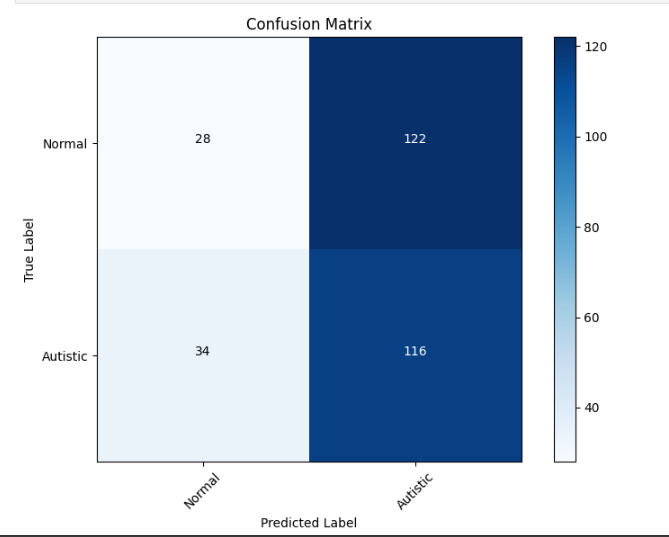 Confusion Matrix
120
28
122
Normal
100
80
True Label
60
34
116
Autistic
40
Normal
Autistic
Predicted Label